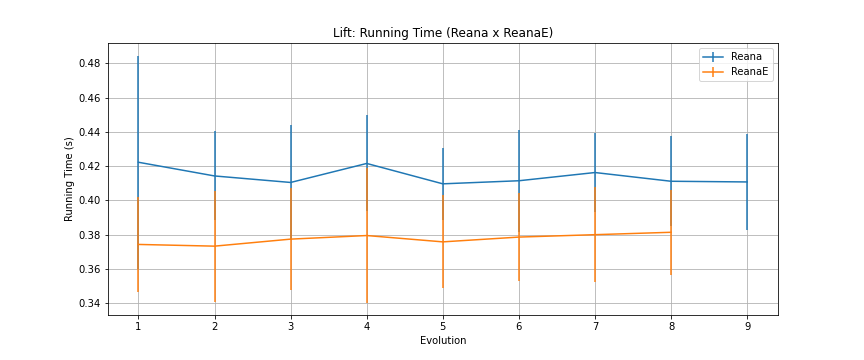 Lift: Running Time (Reana x ReanaE)
Reana
ReanaE
Running Time (s)
0.48
0.46
0.44
0.42
0.40
0.38
0.36
0.34
1 2 3 4 5 6 7 8 9
Evolution